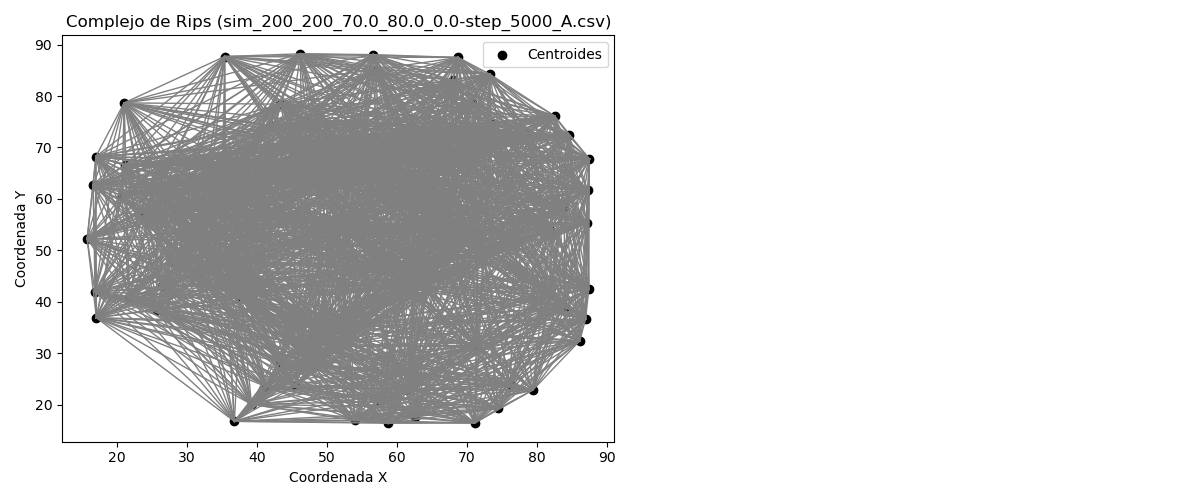 Complejo de Rips (sim_200_200_70.0_80.0_0.0-step_5000_A.csv)
Centroides
90
80
70
60
50
40
30
20
Coordenada Y
20 30 40 50 60 70 80 90
Coordenada X